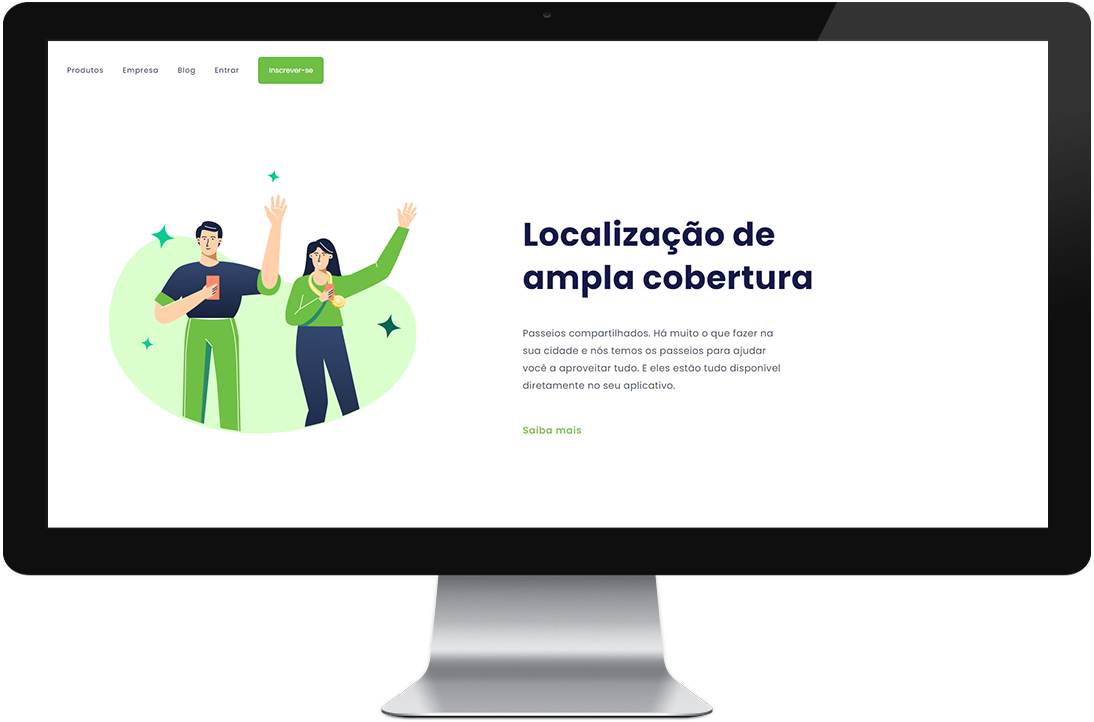 Produtos Empresa Blog Entrar Inscrever-se
Localização de
ampla cobertura
Passeios compartilhados. Há muito o que fazer na
sua cidade e nós temos os passeios para ajudar
você a aproveitar tudo. E eles estão tudo disponível
diretamente no seu aplicativo.
Saiba mais